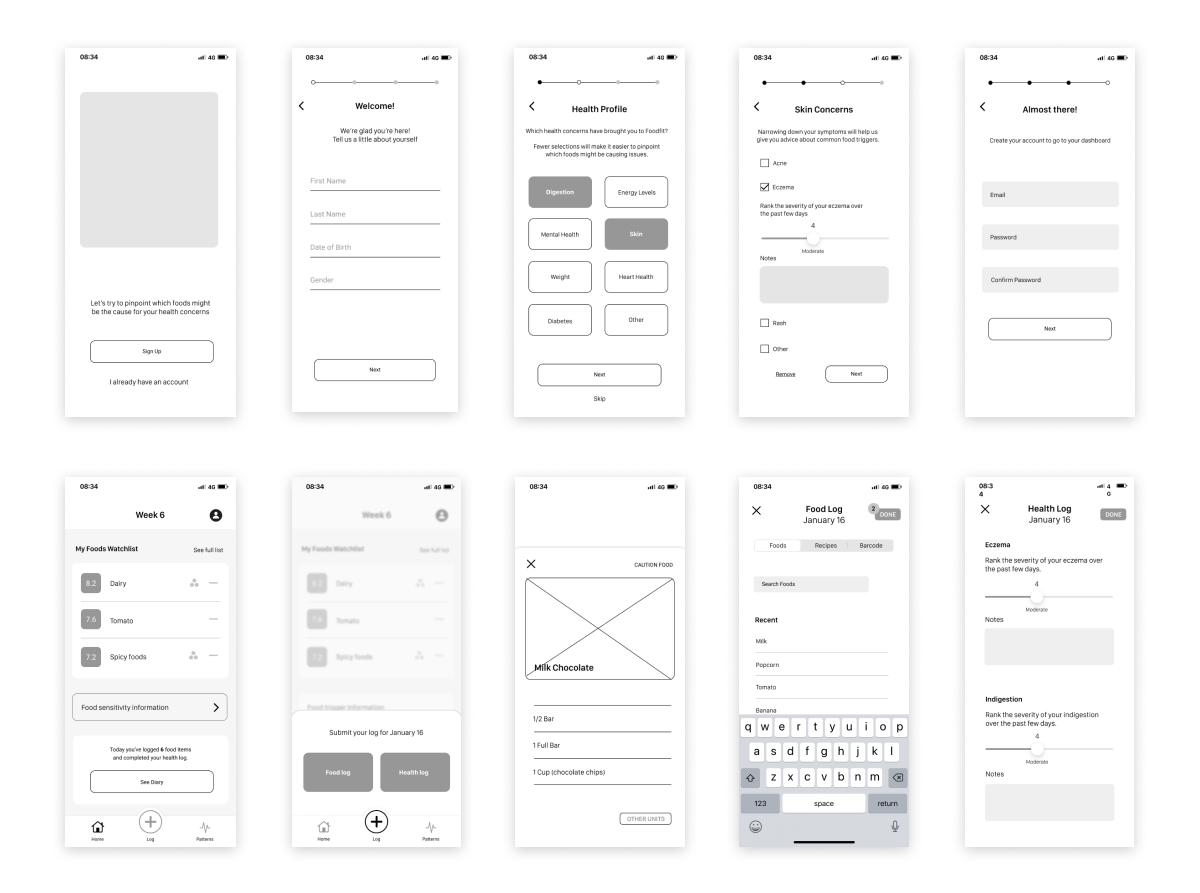 08:34
4G
Let's try to pinpoint which foods might
be the cause for your health concerns
Sign Up
I already have an account
08:34
4G
Welcome!
We're glad you're here!
Tell us a little about yourself
First Name
Last Name
Date of Birth
Gender
Next
08:34
4G
Health Profile
Which health concerns have brought you to Foodfit?
Fewer selections will make it easier to pinpoint
which foods might be causing issues.
Digestion
Energy Levels
Mental Health
Skin
Weight
Heart Health
Diabetes
Other
Next
Skip
08:34
4G
Skin Concerns
Narrowing down your symptoms will help us
give you advice about common food triggers.
Acne
Eczema
Rank the severity of your eczema over
the past few days
4
Moderate
Notes
Rash
Other
Remove
Next
08:34
4G
Almost there!
Create your account to go to your dashboard
Email
Password
Confirm Password
Next
08:34
4G
Week 6
My Foods Watchlist
See full list
8.2
Dairy
7.6
Tomato
7.2
Spicy foods
Food sensitivity information
Today you've logged 6 food items
and completed your health log.
See Diary
Home
Log
Patterns
08:34
4G
Week 6
My Foods Watchlist
See full list
8.2
Dairy
7.6
Tomato
7.2
Spicy foods
Food trigger information
Submit your log for January 16
Food log
Health log
Home
Log
Patterns
08:34
4G
CAUTION FOOD
Milk Chocolate
1/2 Bar
1 Full Bar
1 Cup (chocolate chips)
OTHER UNITS
08:34
4G
Food Log
January 16
2
DONE
Foods
Recipes
Barcode
Search Foods
Recent
Milk
Popcorn
Tomato
Banana
q w e r t y u i o p
a s d f g h j k l
z x c v b n m
123
space
return
08:3
4
4
G
Health Log
January 16
DONE
Eczema
Rank the severity of your eczema over
the past few days.
4
Moderate
Notes
Indigestion
Rank the severity of your indigestion
over the past few days.
4
Moderate
Notes